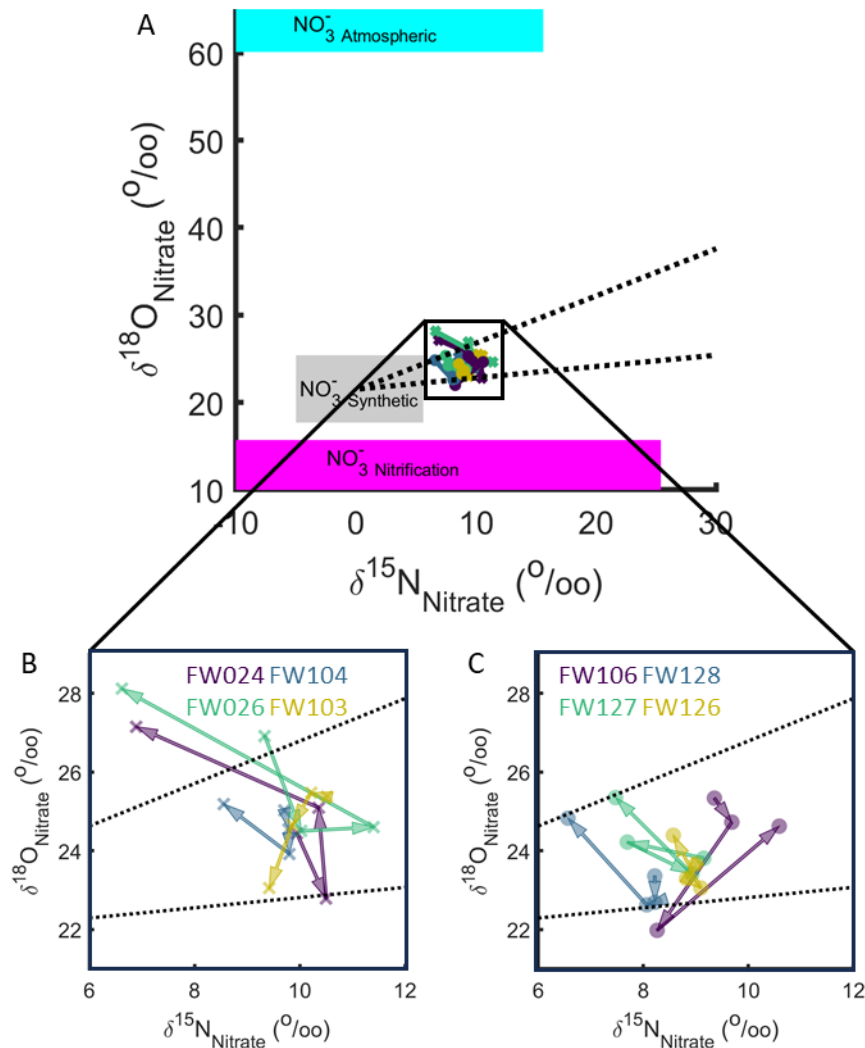 A
NO3- Atmospheric
60
50
40
30
20
10
NO3- Synthetic
NO3- Nitrification
-10 0 10 20 30
δ18ONitrate (o/oo)
δ15NNitrate (o/oo)
B
FW024 FW104
FW026 FW103
28
26
24
22
6 8 10 12
δ18ONitrate (o/oo)
δ15NNitrate (o/oo)
C
FW106 FW128
FW127 FW126
28
26
24
22
6 8 10 12
δ18ONitrate (o/oo)
δ15NNitrate (o/oo)